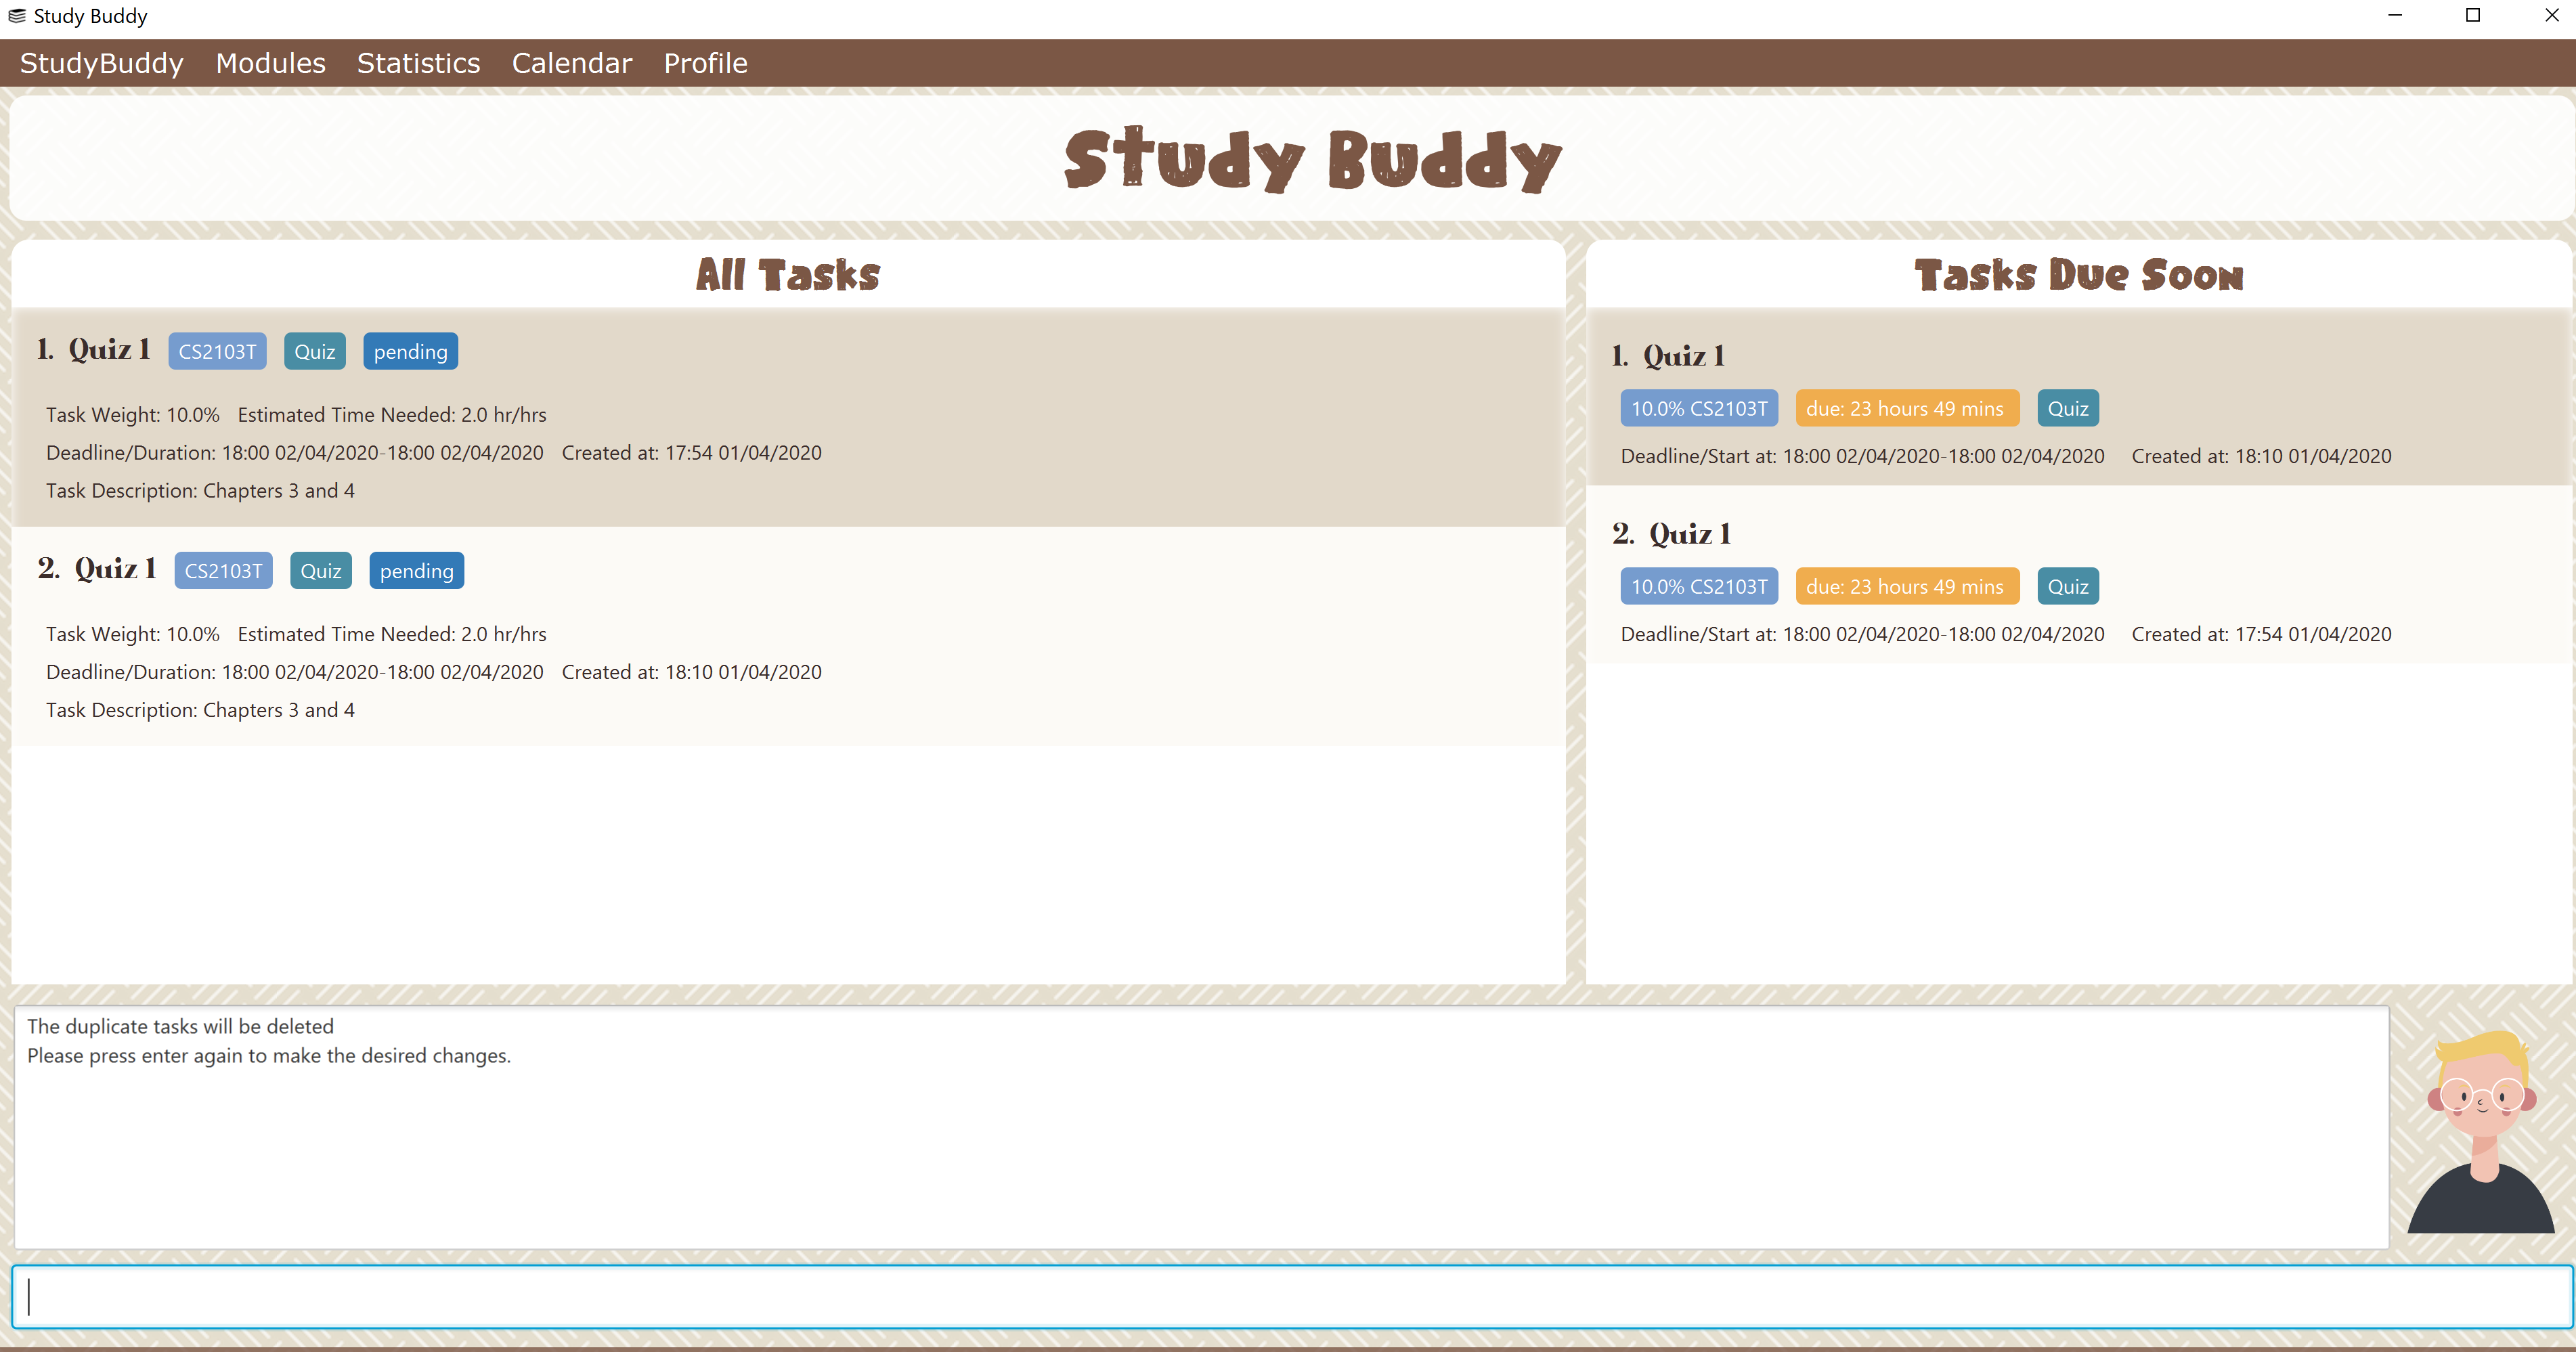 Study Buddy
StudyBuddy Modules Statistics Calendar Profile
Study Buddy
All Tasks
1. Quiz 1 CS2103T Quiz pending
Task Weight: 10.0% Estimated Time Needed: 2.0 hr/hrs
Deadline/Duration: 18:00 02/04/2020-18:00 02/04/2020 Created at: 17:54 01/04/2020
Task Description: Chapters 3 and 4
2. Quiz 1 CS2103T Quiz pending
Task Weight: 10.0% Estimated Time Needed: 2.0 hr/hrs
Deadline/Duration: 18:00 02/04/2020-18:00 02/04/2020 Created at: 18:10 01/04/2020
Task Description: Chapters 3 and 4
Tasks Due Soon
1. Quiz 1
10.0% CS2103T due: 23 hours 49 mins Quiz
Deadline/Start at: 18:00 02/04/2020-18:00 02/04/2020 Created at: 18:10 01/04/2020
2. Quiz 1
10.0% CS2103T due: 23 hours 49 mins Quiz
Deadline/Start at: 18:00 02/04/2020-18:00 02/04/2020 Created at: 17:54 01/04/2020
The duplicate tasks will be deleted
Please press enter again to make the desired changes.